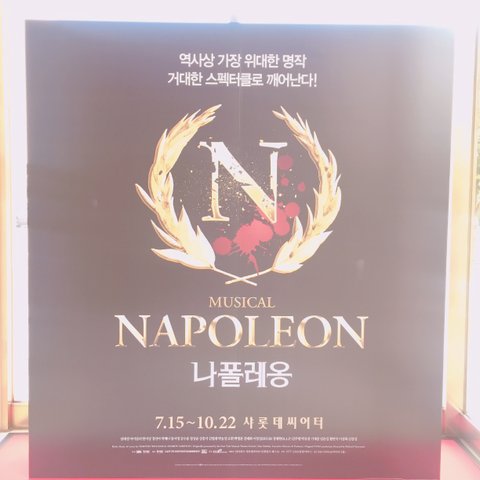 역사상 가장 위대한 명작
거대한 스펙터클로 깨어난다!
N
MUSICAL
NAPOLEON
나폴레옹
7.15~10.22 샤롯데씨어터